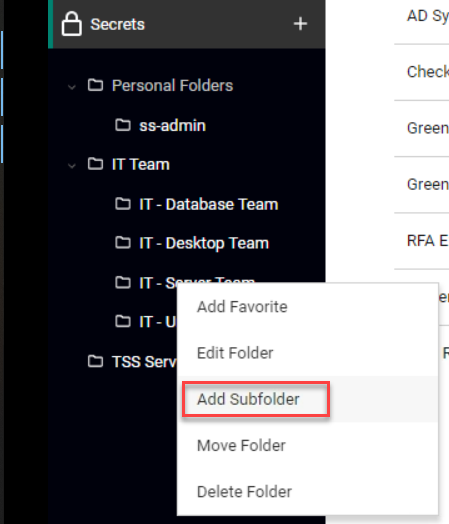 Secrets +
AD Sy
Personal Folders
Check
ss-admin
Green
IT Team
Green
IT - Database Team
IT - Desktop Team
RFA E
IT - Server Team
Add Favorite
IT - U
Edit Folder
TSS Serv
Add Subfolder
Move Folder
Delete Folder